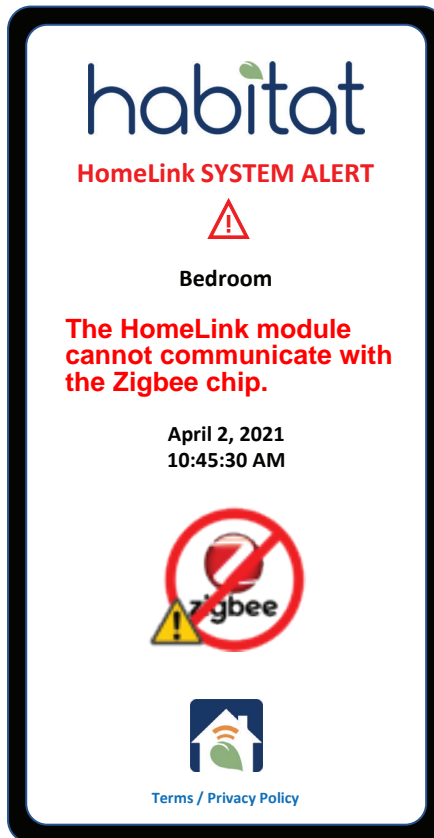 habitat
HomeLink SYSTEM ALERT
!
Bedroom
The HomeLink module
cannot communicate with
the Zigbee chip.
April 2, 2021
10:45:30 AM
zigbee
!
Terms / Privacy Policy